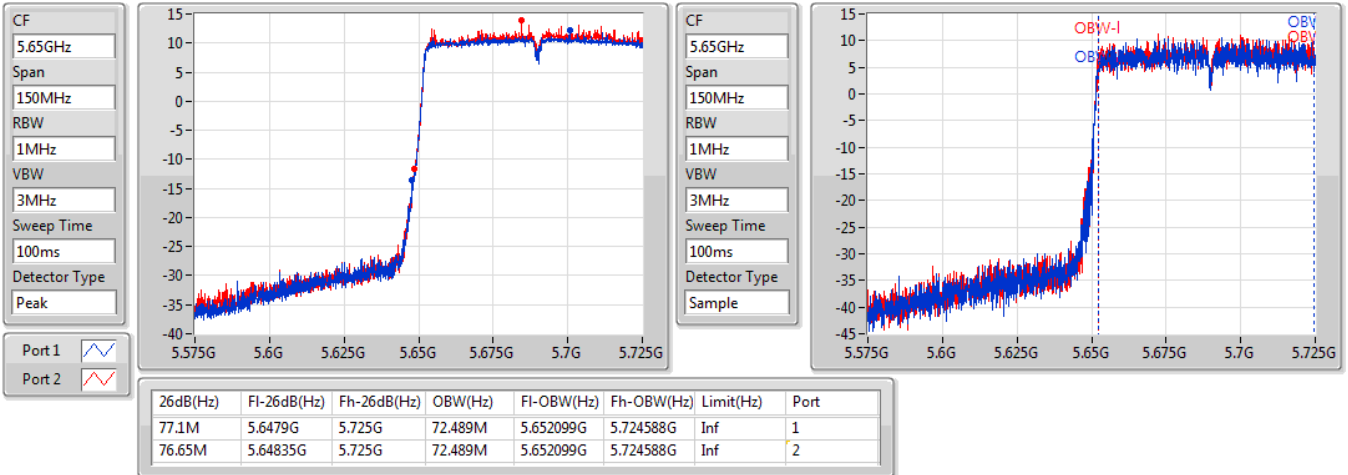 CF
5.65GHz
Span
150MHz
RBW
1MHz
VBW
3MHz
Sweep Time
100ms
Detector Type
Peak
Port 1
Port 2
15
10
5
0
-5
-10
-15
-20
-25
-30
-35
-40
5.575G 5.6G 5.625G 5.65G 5.675G 5.7G 5.725G
CF
5.65GHz
Span
150MHz
RBW
1MHz
VBW
3MHz
Sweep Time
100ms
Detector Type
Sample
15
10
5
0
-5
-10
-15
-20
-25
-30
-35
-40
-45
OBW-l
OBV
OBV
OBV
5.575G 5.6G 5.625G 5.65G 5.675G 5.7G 5.725G
26dB(Hz) Fl-26dB(Hz) Fh-26dB(Hz) OBW(Hz) Fl-OBW(Hz) Fh-OBW(Hz) Limit(Hz) Port
77.1M 5.6479G 5.725G 72.489M 5.652099G 5.724588G Inf 1
76.65M 5.64835G 5.725G 72.489M 5.652099G 5.724588G Inf 2